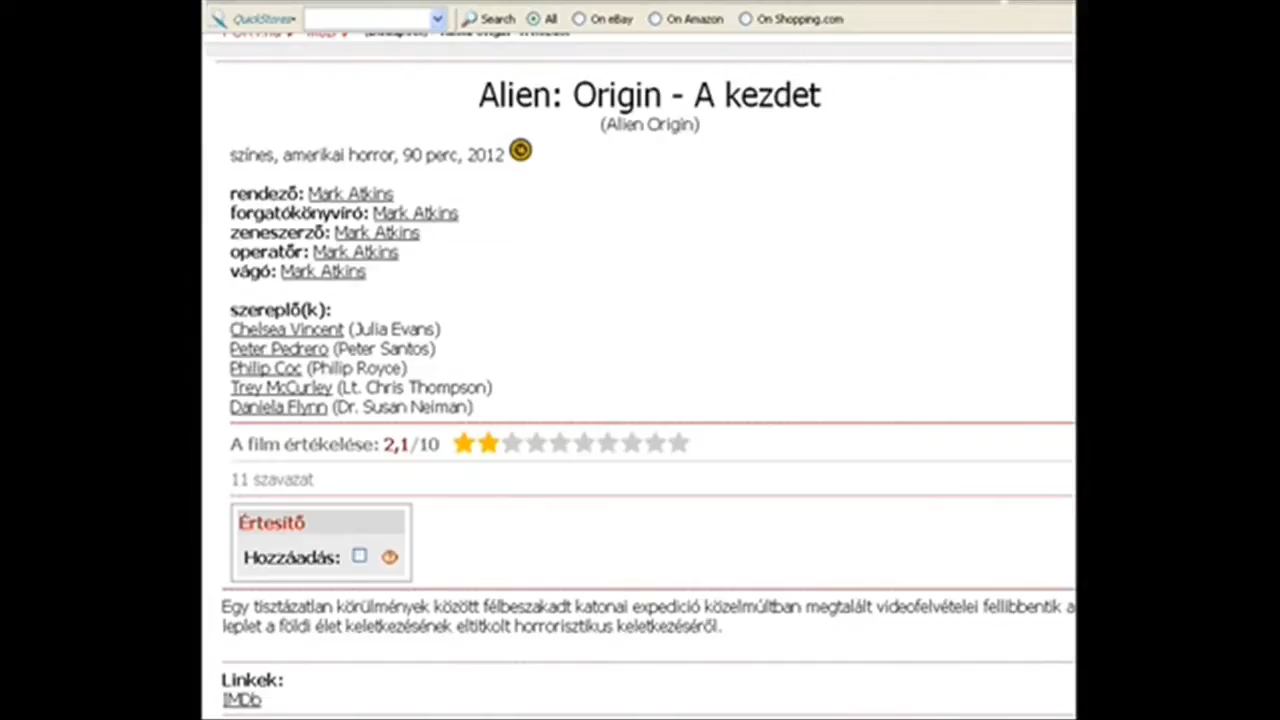 QuickStores Search All On eBay On Amazon On Shopping.com
Alien: Origin - A kezdet
(Alien Origin)
színes, amerikai horror, 90 perc, 2012
rendező: Mark Atkins
forgatókönyvíró: Mark Atkins
zeneszerző: Mark Atkins
operatőr: Mark Atkins
vágó: Mark Atkins
szereplő(k):
Chelsea Vincent (Julia Evans)
Peter Pedrero (Peter Santos)
Philip Coc (Philip Royce)
Trey McCurley (Lt. Chris Thompson)
Daniela Flynn (Dr. Susan Neiman)
A film értékelése: 2,1/10
11 szavazat
Értesítő
Hozzáadás:
Egy tisztázatlan körülmények között félbeszakadt katonai expedíció közelmúltban megtalált videofelvételei fellibbentik a
leplet a földi élet keletkezésének eltitkolt horrorisztikus keletkezéséről.
Linkek:
IMDb